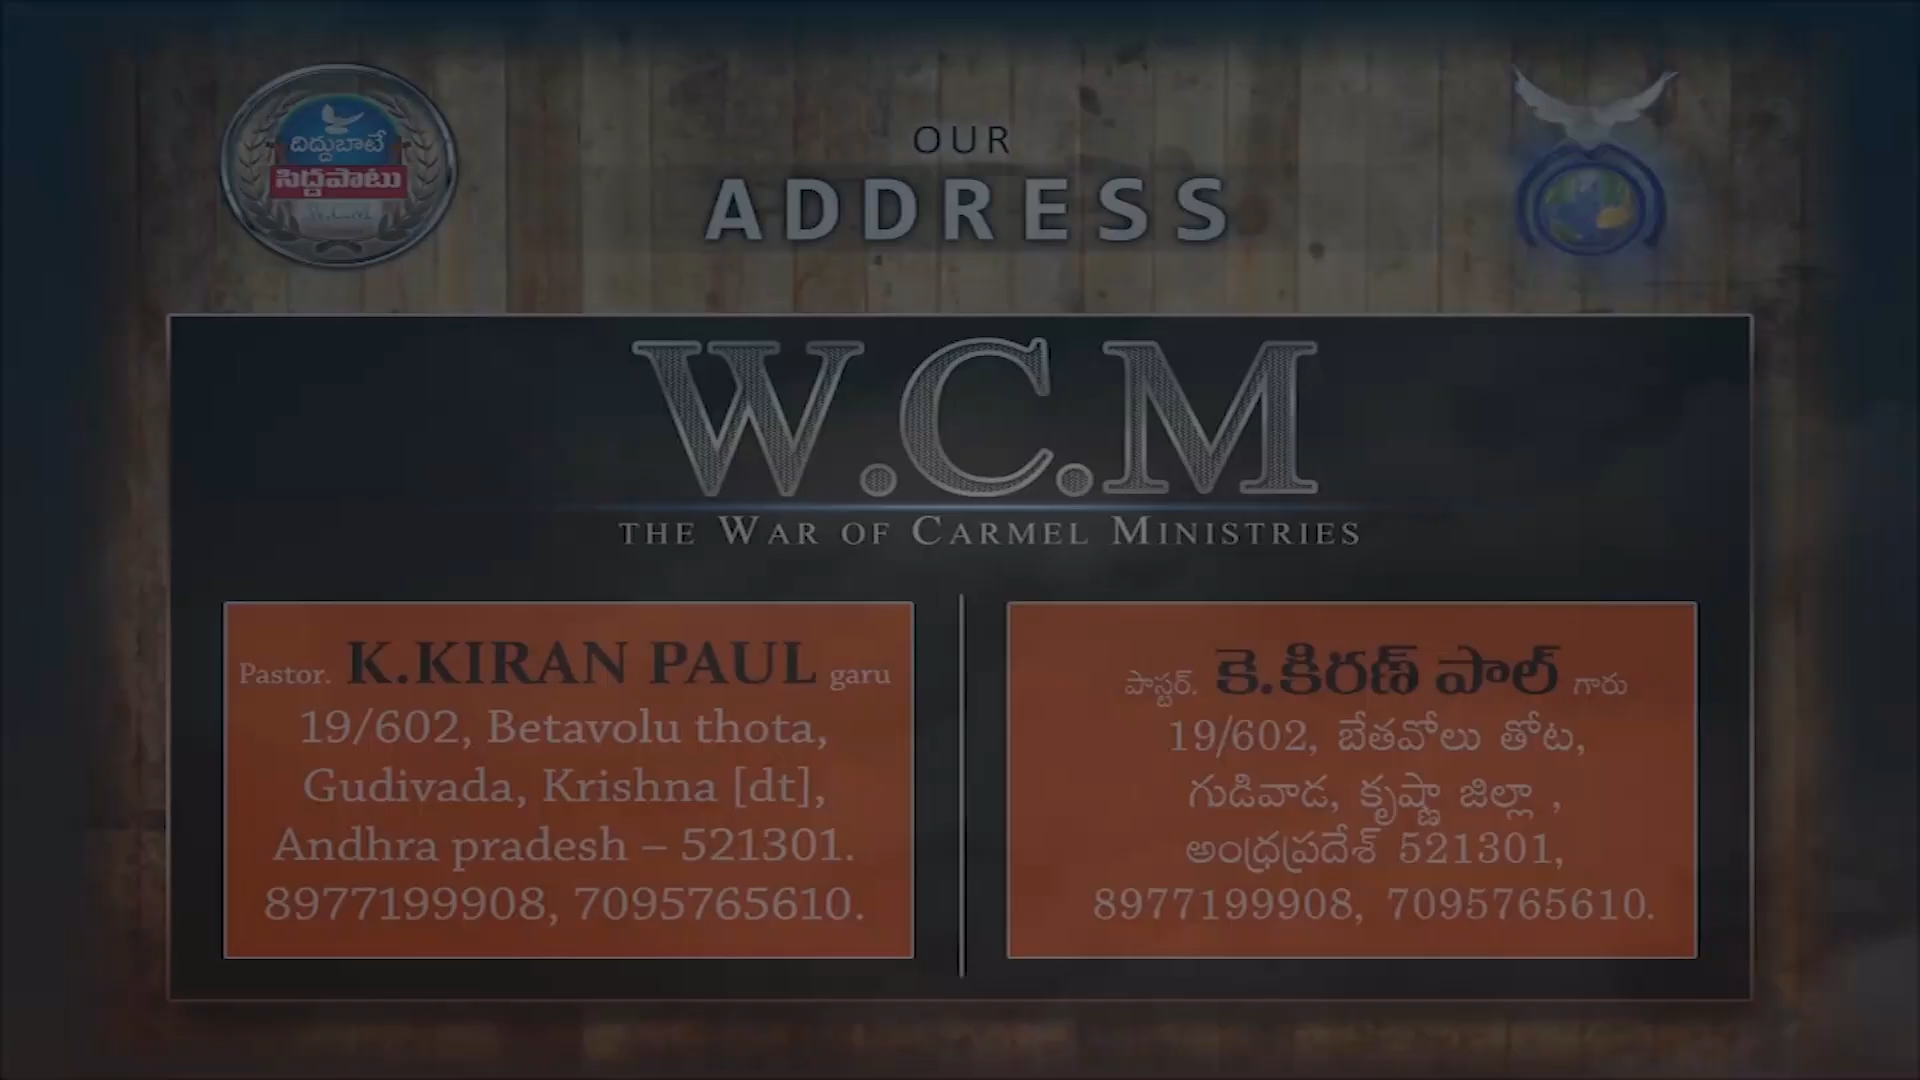 దిద్దుబాటే
సిద్దపాటు
W.C.M
OUR
ADDRESS
W.C.M
THE WAR OF CARMEL MINISTRIES
Pastor. K.KIRAN PAUL garu
19/602, Betavolu thota,
Gudivada, Krishna [dt],
Andhra pradesh – 521301.
8977199908, 7095765610.
పాస్టర్. కె.కిరణ్ పాల్ గారు
19/602, బేతవోలు తోట,
గుడివాడ, కృష్ణా జిల్లా ,
అంధ్రప్రదేశ్ 521301,
8977199908, 7095765610.